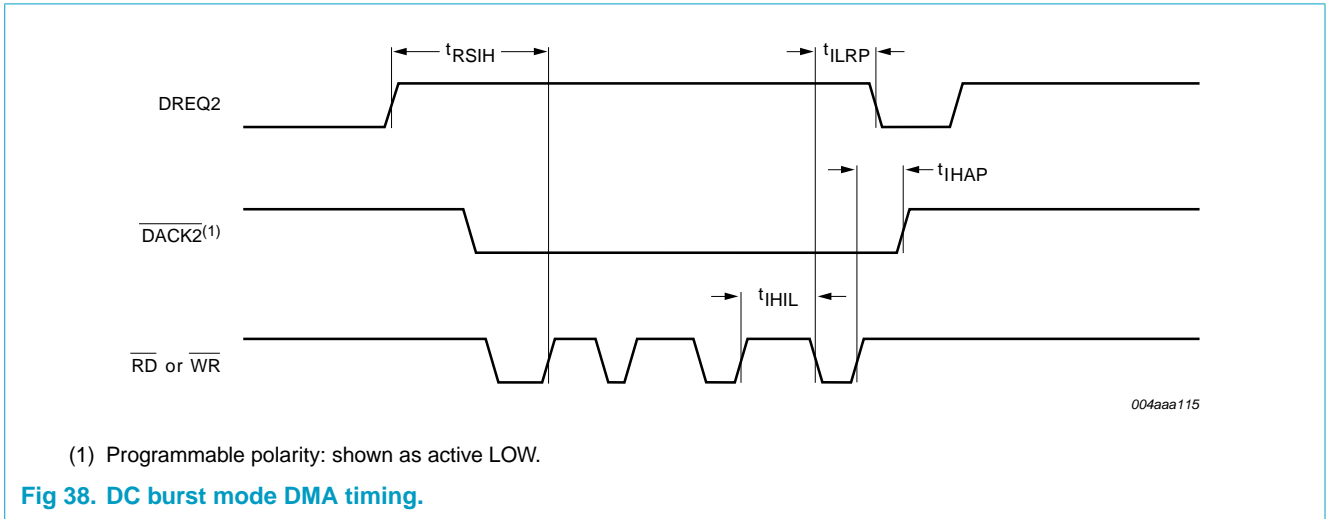 tRSIH
tILRP
DREQ2
tIHAP
DACK2(1)
tIHIL
RD or WR
004aaa115
(1) Programmable polarity: shown as active LOW.
Fig 38. DC burst mode DMA timing.